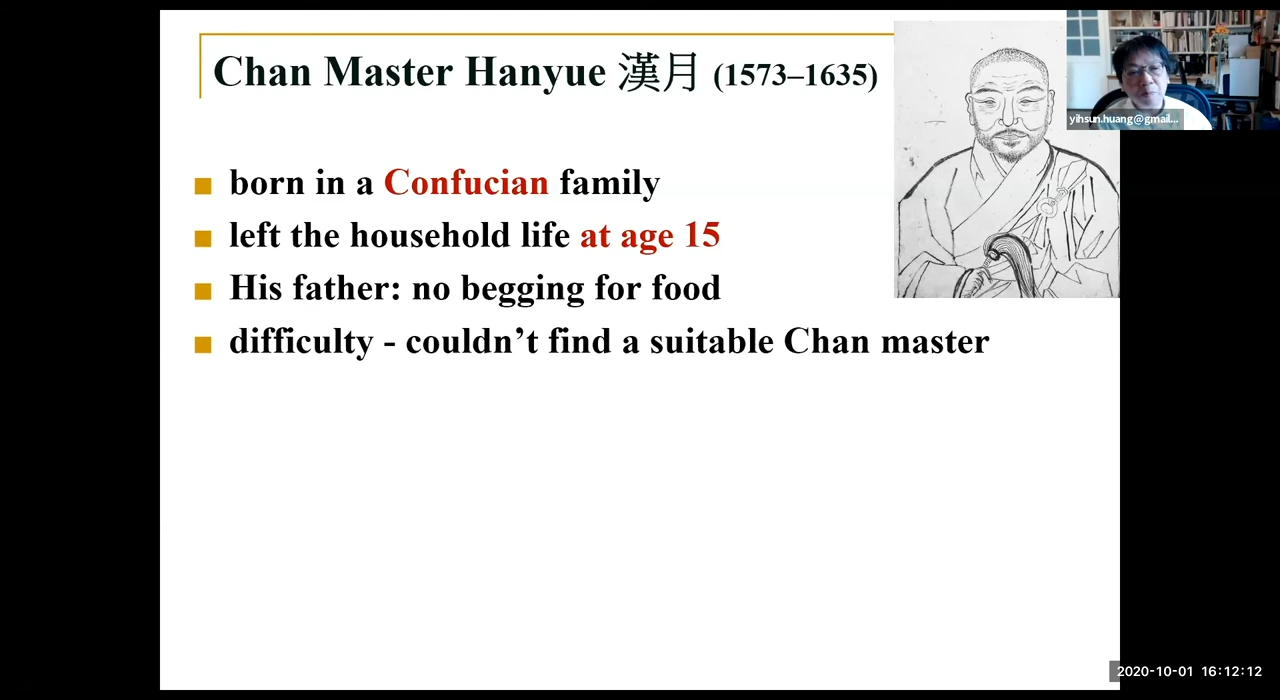 Chan Master Hanyue 漢月 (1573–1635)
yihsun.huang@gmail...
born in a Confucian family
left the household life at age 15
His father: no begging for food
difficulty - couldn’t find a suitable Chan master
2020-10-01 16:12:12